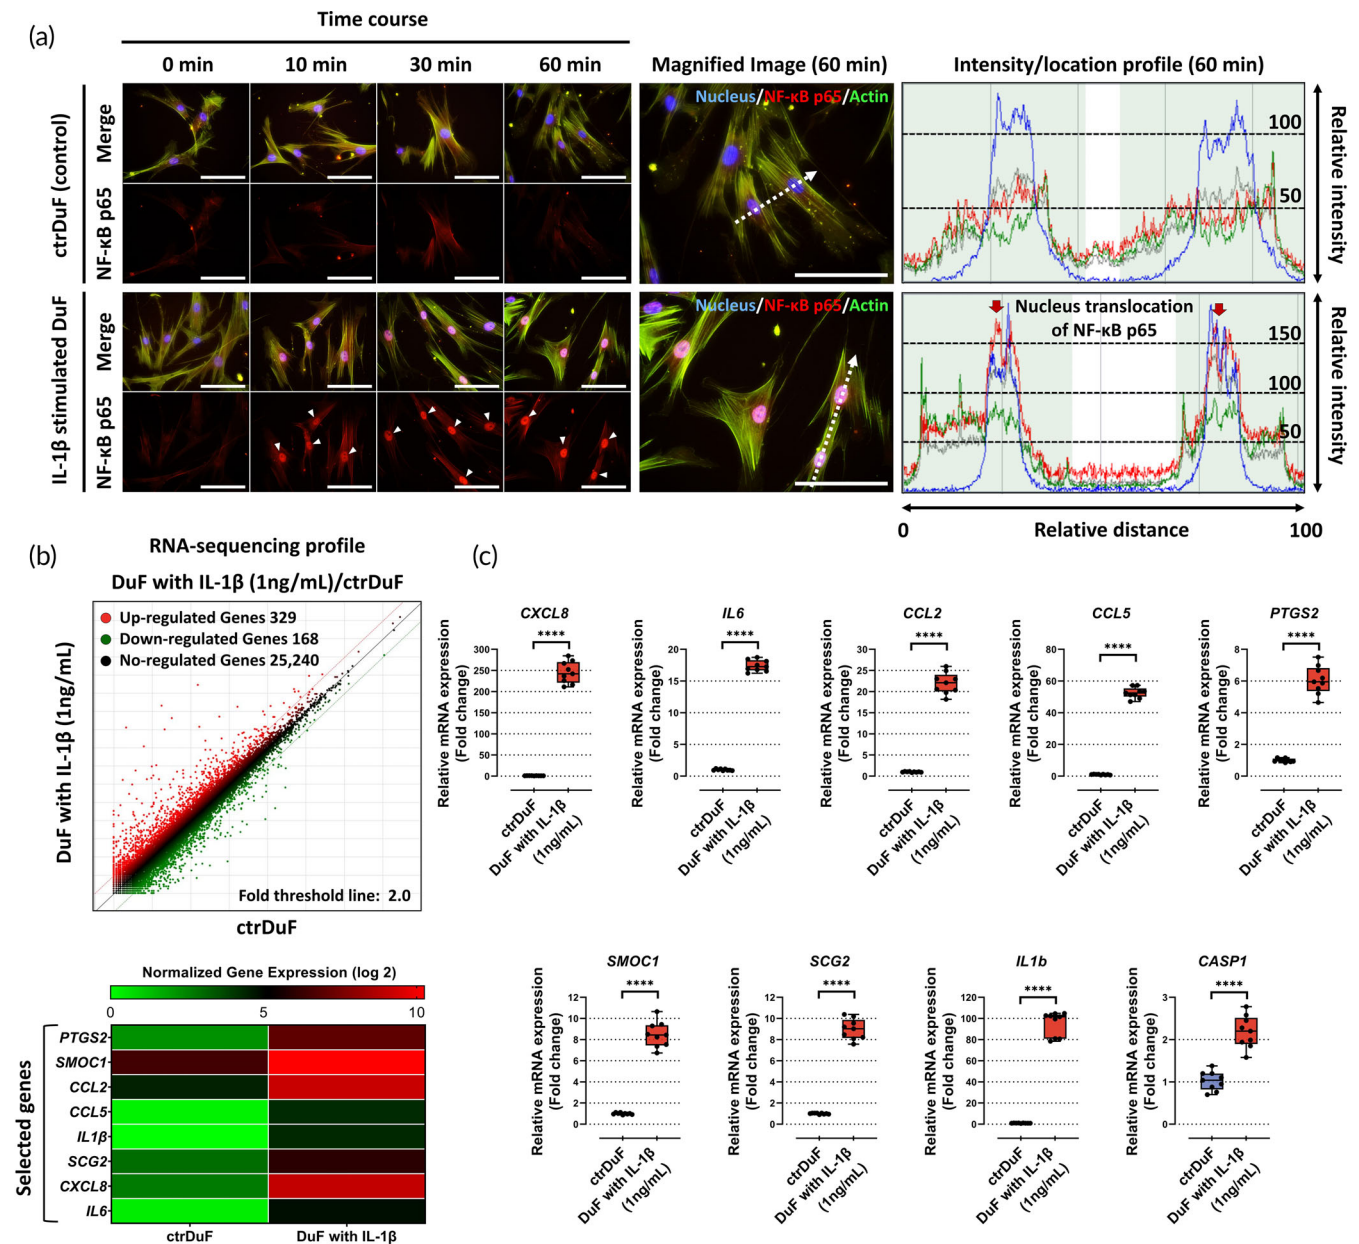 (a)
Time course
0 min 10 min 30 min 60 min Magnified Image (60 min) Intensity/location profile (60 min)
ctrDuF (control)
Merge
NF-κB p65
Nucleus/NF-κB p65/Actin
100
50
Relative intensity
IL-1β stimulated DuF
Merge
NF-κB p65
Nucleus/NF-κB p65/Actin
Nucleus translocation
of NF-κB p65
150
100
50
Relative intensity
0 Relative distance 100
(b)
RNA-sequencing profile
DuF with IL-1β (1ng/mL)/ctrDuF
Up-regulated Genes 329
Down-regulated Genes 168
No-regulated Genes 25,240
Fold threshold line: 2.0
DuF with IL-1β (1ng/mL)
ctrDuF
Normalized Gene Expression (log 2)
0 5 10
Selected genes
PTGS2
SMOC1
CCL2
CCL5
IL1β
SCG2
CXCL8
IL6
ctrDuF DuF with IL-1β
(c)
CXCL8
****
Relative mRNA expression
(Fold change)
300
250
200
150
100
50
0
ctrDuF
DuF with IL-1β
(1ng/mL)
IL6
****
Relative mRNA expression
(Fold change)
20
15
10
5
0
ctrDuF
DuF with IL-1β
(1ng/mL)
CCL2
****
Relative mRNA expression
(Fold change)
30
25
20
15
10
5
0
ctrDuF
DuF with IL-1β
(1ng/mL)
CCL5
****
Relative mRNA expression
(Fold change)
80
60
40
20
0
ctrDuF
DuF with IL-1β
(1ng/mL)
PTGS2
****
Relative mRNA expression
(Fold change)
8
6
4
2
0
ctrDuF
DuF with IL-1β
(1ng/mL)
SMOC1
****
Relative mRNA expression
(Fold change)
12
10
8
6
4
2
0
ctrDuF
DuF with IL-1β
(1ng/mL)
SCG2
****
Relative mRNA expression
(Fold change)
12
10
8
6
4
2
0
ctrDuF
DuF with IL-1β
(1ng/mL)
IL1b
****
Relative mRNA expression
(Fold change)
120
100
80
60
40
20
0
ctrDuF
DuF with IL-1β
(1ng/mL)
CASP1
****
Relative mRNA expression
(Fold change)
3
2
1
0
ctrDuF
DuF with IL-1β
(1ng/mL)